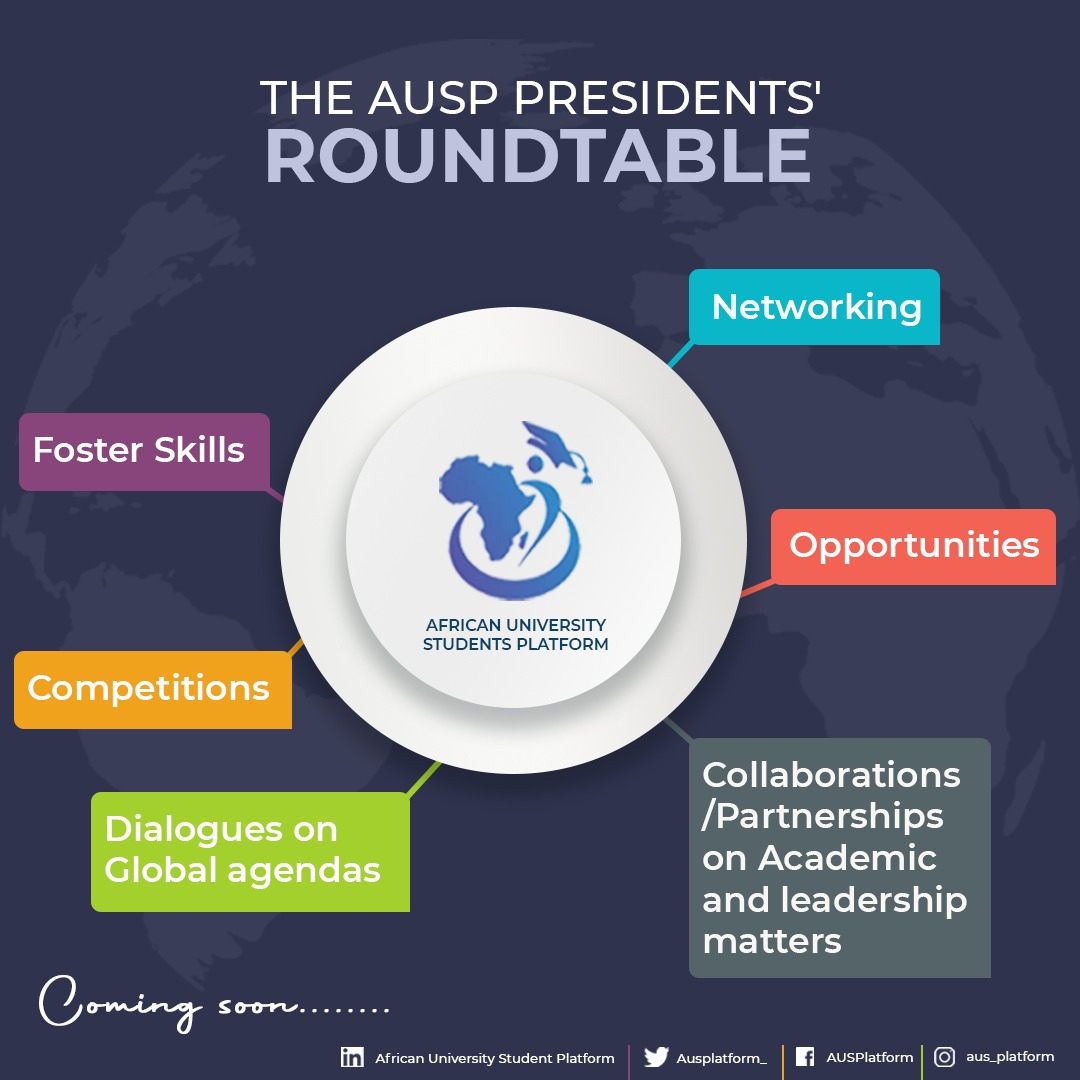 THE AUSP PRESIDENTS'
ROUNDTABLE
Networking
Foster Skills
Opportunities
AFRICAN UNIVERSITY
STUDENTS PLATFORM
Competitions
Collaborations
/Partnerships
on Academic
and leadership
matters
Dialogues on
Global agendas
Coming soon........
African University Student Platform
Ausplatform_
AUSPlatform
aus_platform